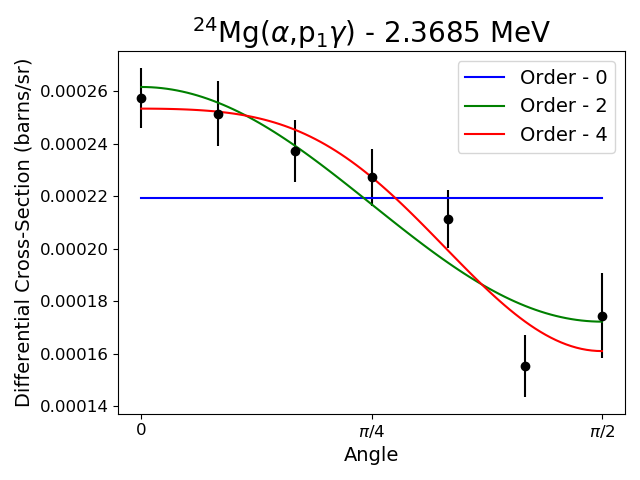 ²⁴Mg(α,p₁γ) - 2.3685 MeV
Differential Cross-Section (barns/sr)
0.00026
0.00024
0.00022
0.00020
0.00018
0.00016
0.00014
Order - 0
Order - 2
Order - 4
0
π/4
π/2
Angle